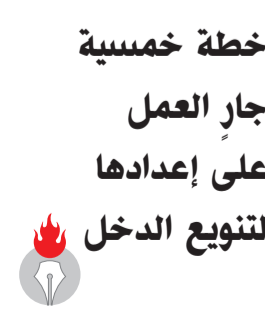 خطة خمسية
جارٍ العمل
على إعدادها
لتنويع الدخل